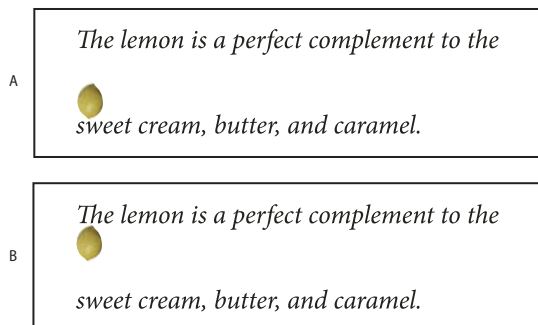 A
The lemon is a perfect complement to the
sweet cream, butter, and caramel.
B
The lemon is a perfect complement to the
sweet cream, butter, and caramel.